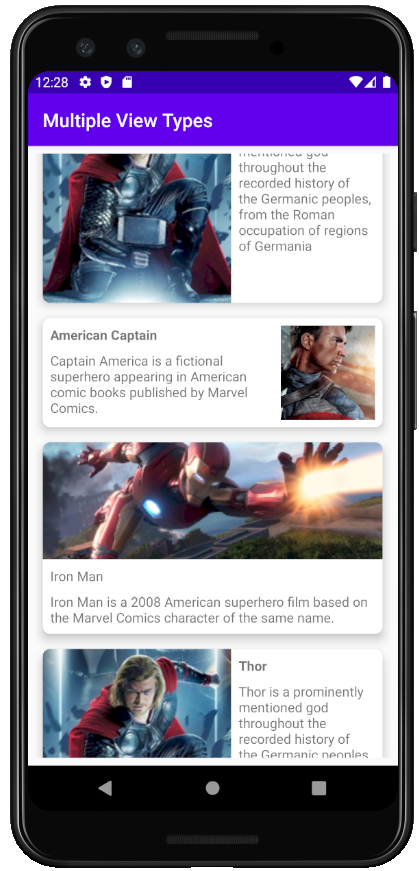 12:28
Multiple View Types
mentioned god
throughout the
recorded history of
the Germanic peoples,
from the Roman
occupation of regions
of Germania
American Captain
Captain America is a fictional
superhero appearing in American
comic books published by Marvel
Comics.
Iron Man
Iron Man is a 2008 American superhero film based on
the Marvel Comics character of the same name.
Thor
Thor is a prominently
mentioned god
throughout the
recorded history of
the Germanic peoples